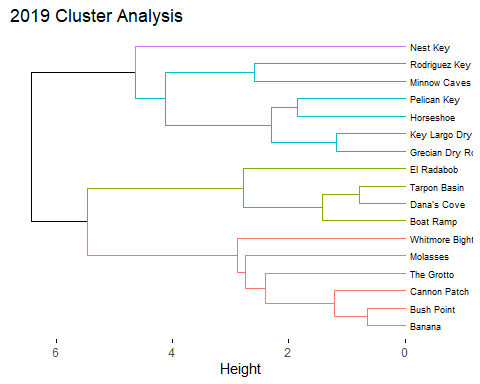 2019 Cluster Analysis
Nest Key
Rodriguez Key
Minnow Caves
Pelican Key
Horseshoe
Key Largo Dry
Grecian Dry Ro
El Radabob
Tarpon Basin
Dana's Cove
Boat Ramp
Whitmore Bight
Molasses
The Grotto
Cannon Patch
Bush Point
Banana
6 4 2 0
Height